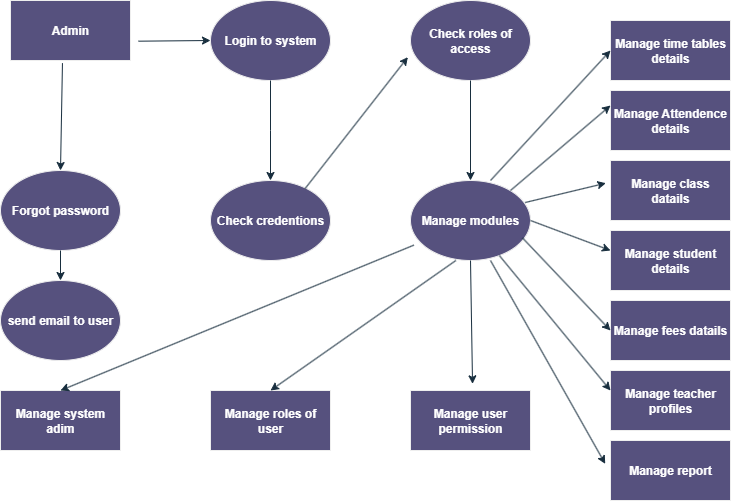 Admin
Login to system
Check roles of
access
Manage time tables
details
Manage Attendence
details
Manage class
datails
Forgot password
Check credentions
Manage modules
Manage student
details
send email to user
Manage fees datails
Manage system
adim
Manage roles of
user
Manage user
permission
Manage teacher
profiles
Manage report